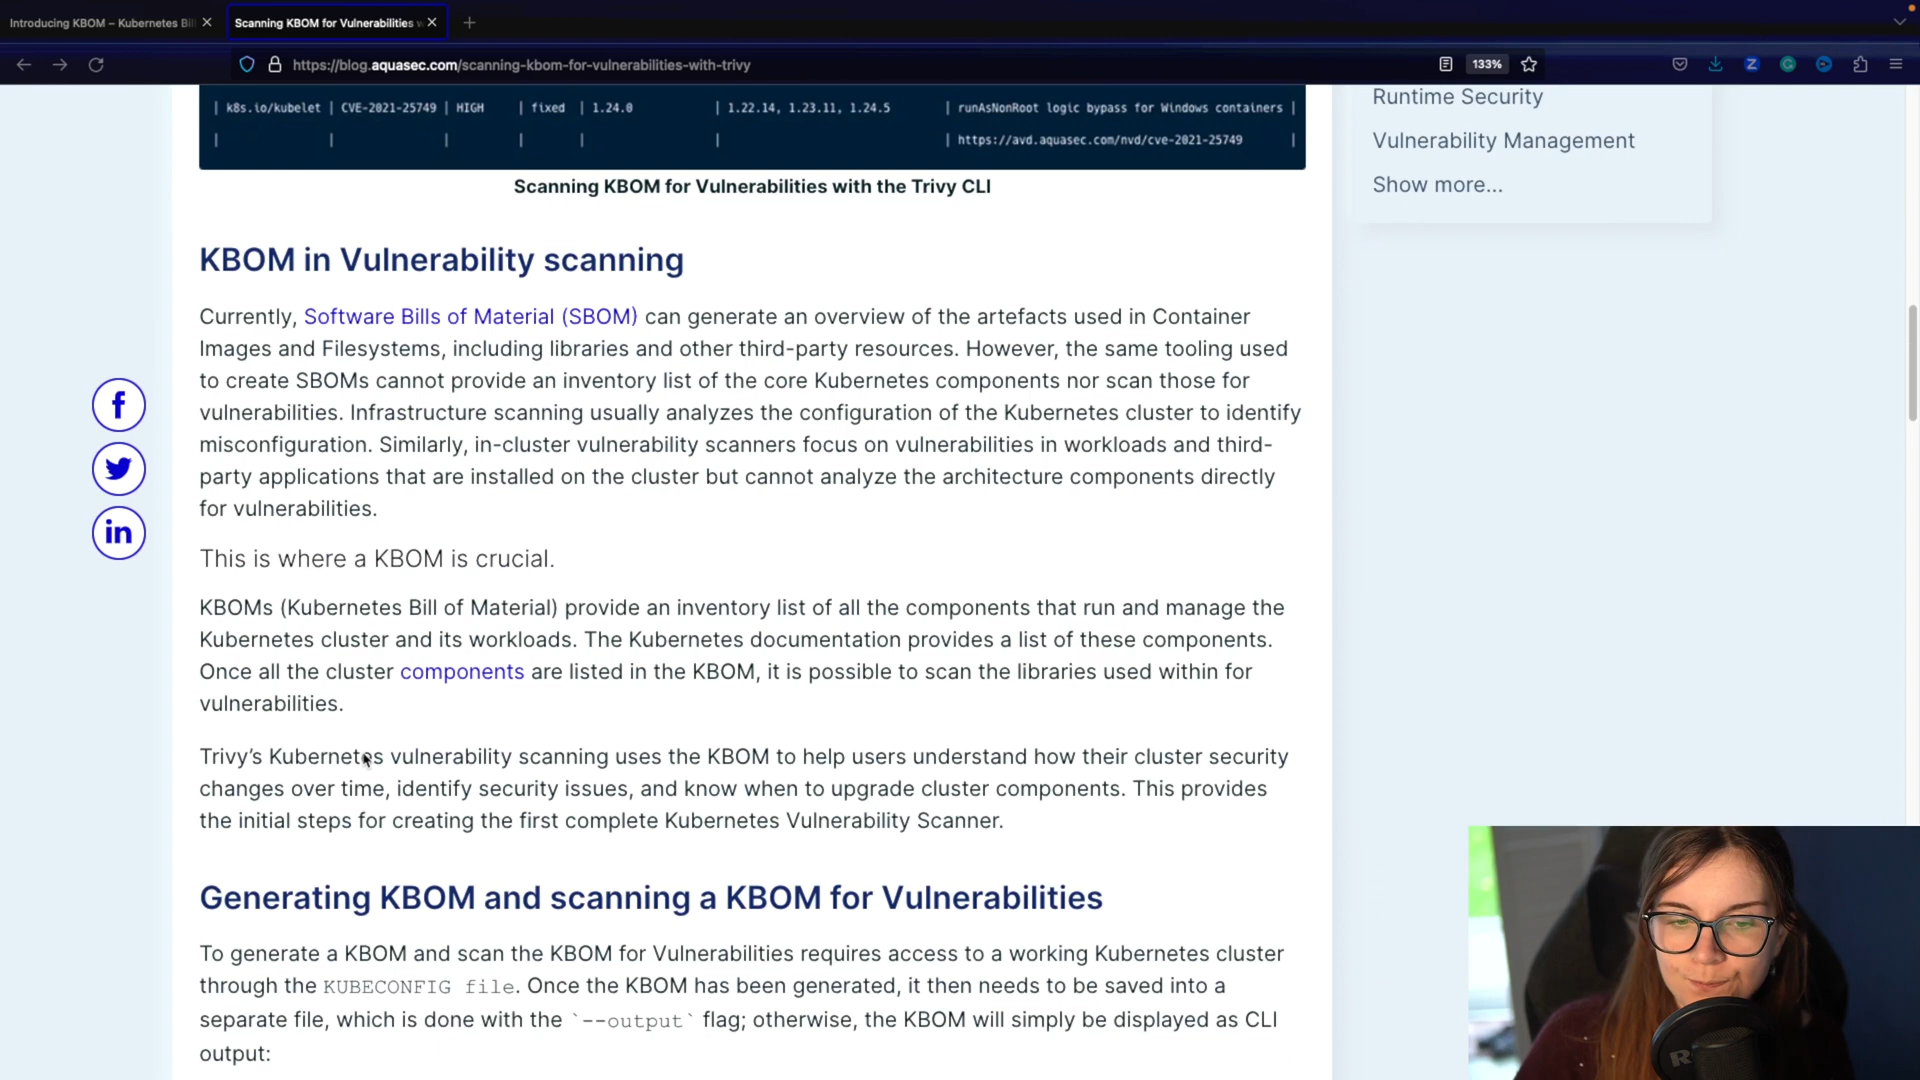 Introducing KBOM – Kubernetes Bil
Scanning KBOM for Vulnerabilities w
https://blog.aquasec.com/scanning-kbom-for-vulnerabilities-with-trivy
133%
| k8s.io/kubelet | CVE-2021-25749 | HIGH | fixed | 1.24.0 | 1.22.14, 1.23.11, 1.24.5 | runAsNonRoot logic bypass for Windows containers |
| | | | | | https://avd.aquasec.com/nvd/cve-2021-25749 |
Scanning KBOM for Vulnerabilities with the Trivy CLI
Runtime Security
Vulnerability Management
Show more...
KBOM in Vulnerability scanning
Currently, Software Bills of Material (SBOM) can generate an overview of the artefacts used in Container
Images and Filesystems, including libraries and other third-party resources. However, the same tooling used
to create SBOMs cannot provide an inventory list of the core Kubernetes components nor scan those for
vulnerabilities. Infrastructure scanning usually analyzes the configuration of the Kubernetes cluster to identify
misconfiguration. Similarly, in-cluster vulnerability scanners focus on vulnerabilities in workloads and third-
party applications that are installed on the cluster but cannot analyze the architecture components directly
for vulnerabilities.
This is where a KBOM is crucial.
KBOMs (Kubernetes Bill of Material) provide an inventory list of all the components that run and manage the
Kubernetes cluster and its workloads. The Kubernetes documentation provides a list of these components.
Once all the cluster components are listed in the KBOM, it is possible to scan the libraries used within for
vulnerabilities.
Trivy’s Kubernetes vulnerability scanning uses the KBOM to help users understand how their cluster security
changes over time, identify security issues, and know when to upgrade cluster components. This provides
the initial steps for creating the first complete Kubernetes Vulnerability Scanner.
Generating KBOM and scanning a KBOM for Vulnerabilities
To generate a KBOM and scan the KBOM for Vulnerabilities requires access to a working Kubernetes cluster
through the KUBECONFIG file. Once the KBOM has been generated, it then needs to be saved into a
separate file, which is done with the `--output` flag; otherwise, the KBOM will simply be displayed as CLI
output: